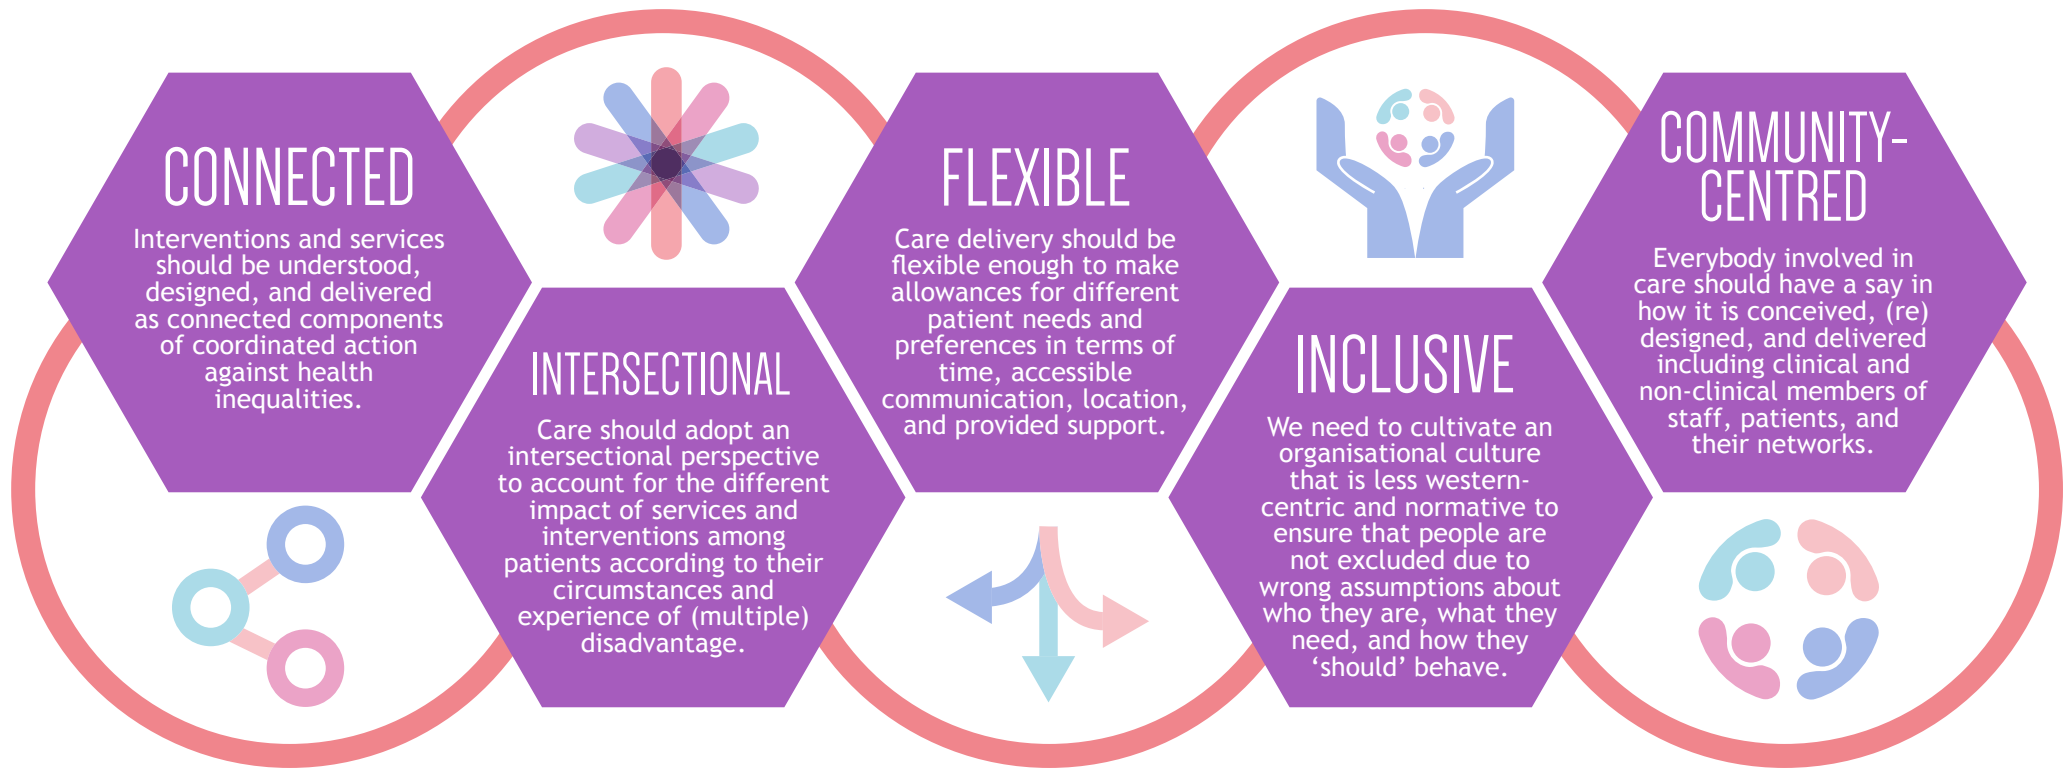 CONNECTED
Interventions and services
should be understood,
designed, and delivered
as connected components
of coordinated action
against health
inequalities.
INTERSECTIONAL
Care should adopt an
intersectional perspective
to account for the different
impact of services and
interventions among
patients according to their
circumstances and
experience of (multiple)
disadvantage.
FLEXIBLE
Care delivery should be
flexible enough to make
allowances for different
patient needs and
preferences in terms of
time, accessible
communication, location,
and provided support.
INCLUSIVE
We need to cultivate an
organisational culture
that is less western-
centric and normative to
ensure that people are
not excluded due to
wrong assumptions about
who they are, what they
need, and how they
‘should’ behave.
COMMUNITY-
CENTRED
Everybody involved in
care should have a say in
how it is conceived, (re)
designed, and delivered
including clinical and
non-clinical members of
staff, patients, and
their networks.